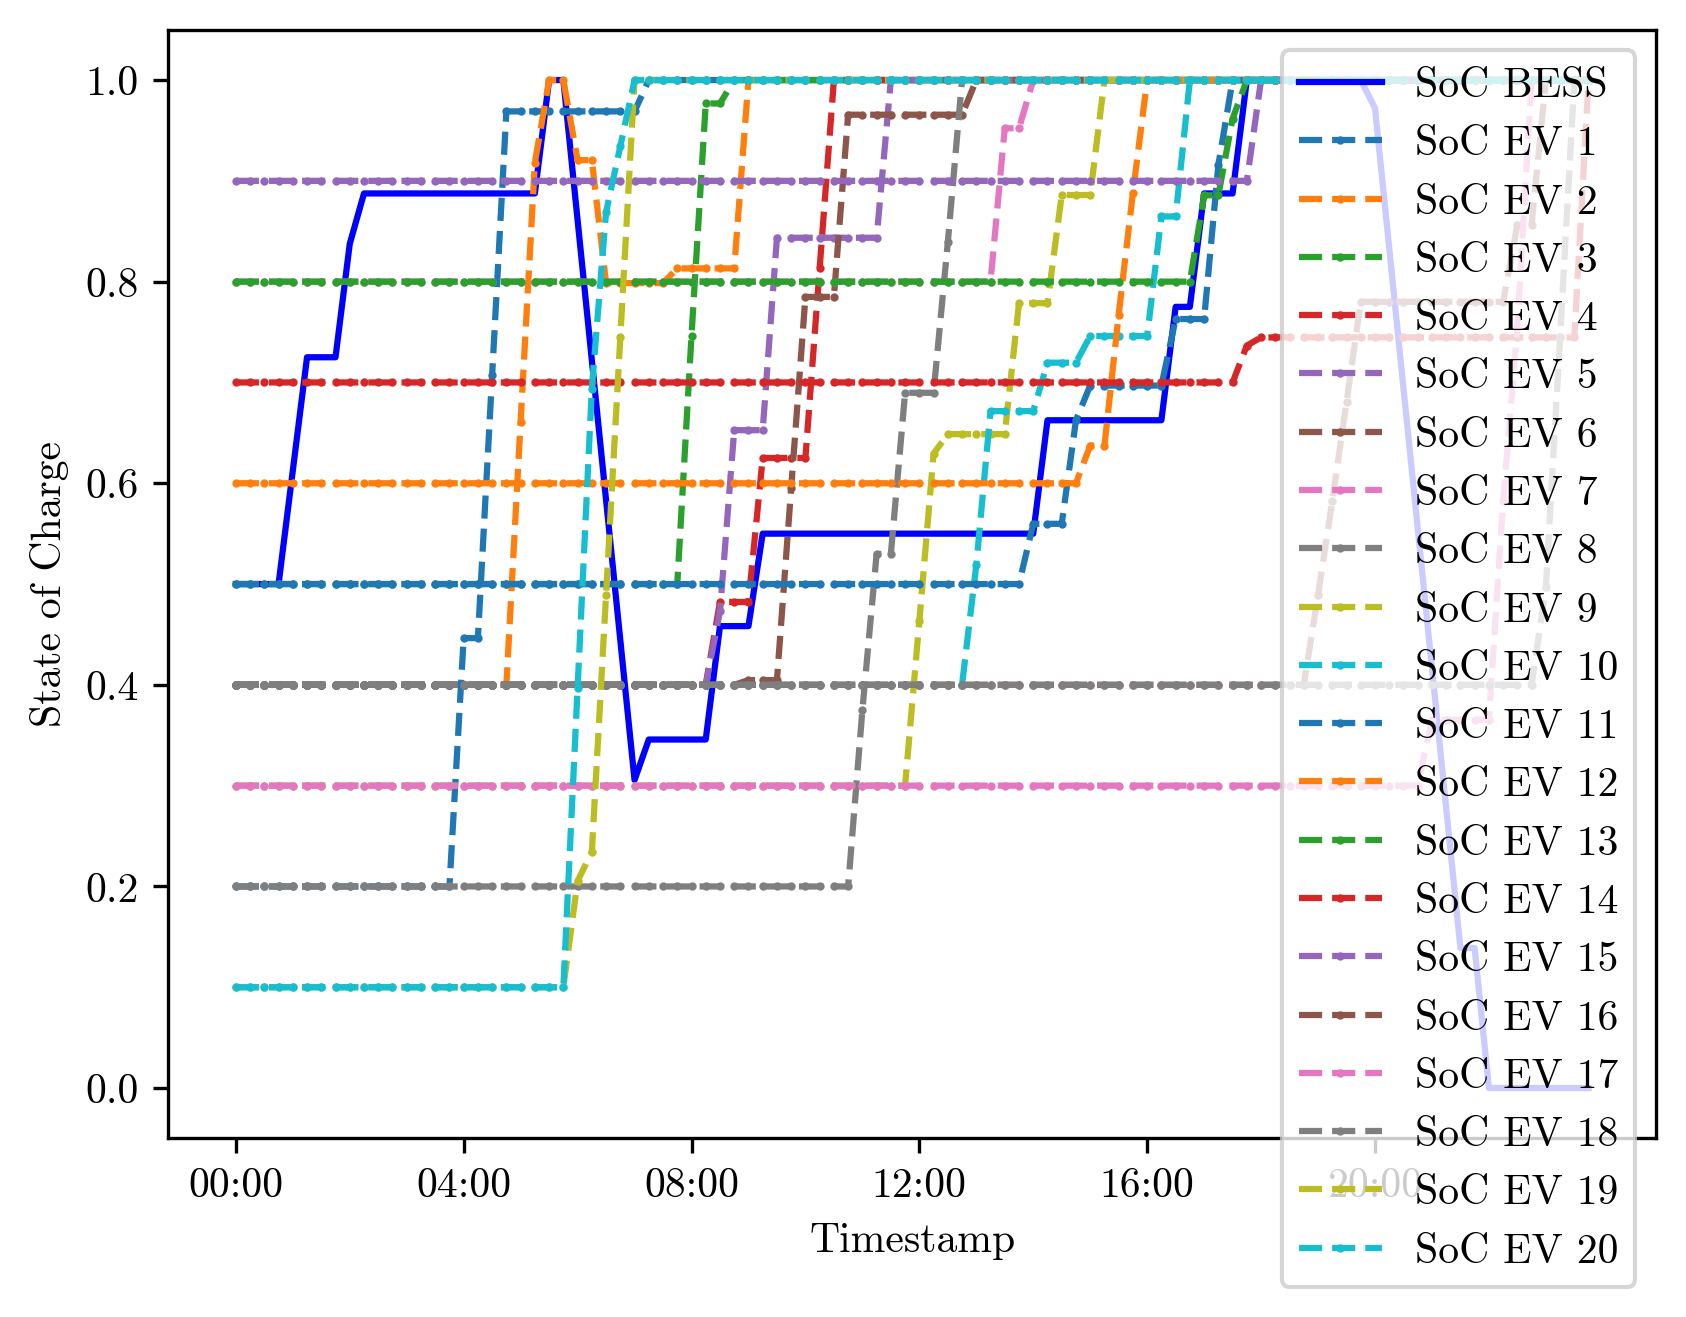 State of Charge
1.0
0.8
0.6
0.4
0.2
0.0
00:00
04:00
08:00
12:00
16:00
20:00
Timestamp
SoC BESS
SoC EV 1
SoC EV 2
SoC EV 3
SoC EV 4
SoC EV 5
SoC EV 6
SoC EV 7
SoC EV 8
SoC EV 9
SoC EV 10
SoC EV 11
SoC EV 12
SoC EV 13
SoC EV 14
SoC EV 15
SoC EV 16
SoC EV 17
SoC EV 18
SoC EV 19
SoC EV 20